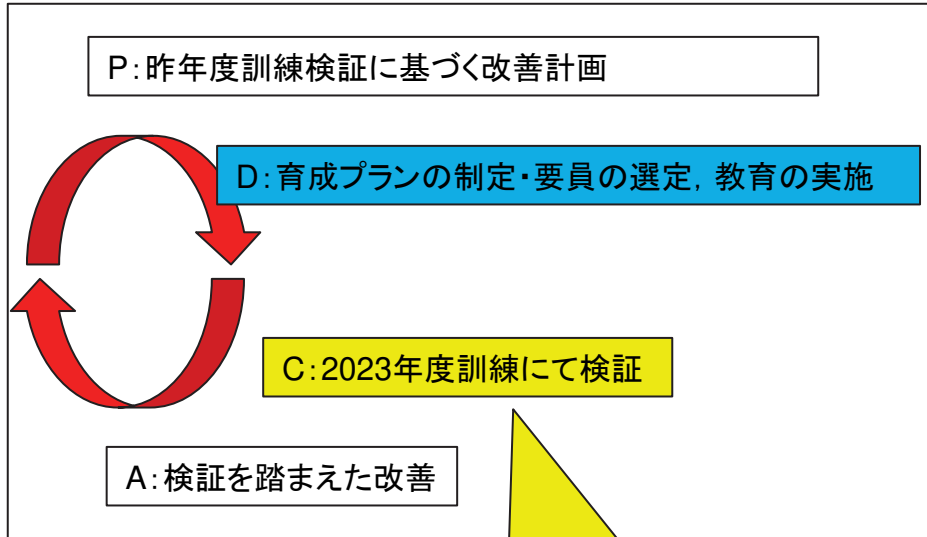 P:昨年度訓練検証に基づく改善計画
D:育成プランの制定・要員の選定,教育の実施
C:2023年度訓練にて検証
A:検証を踏まえた改善